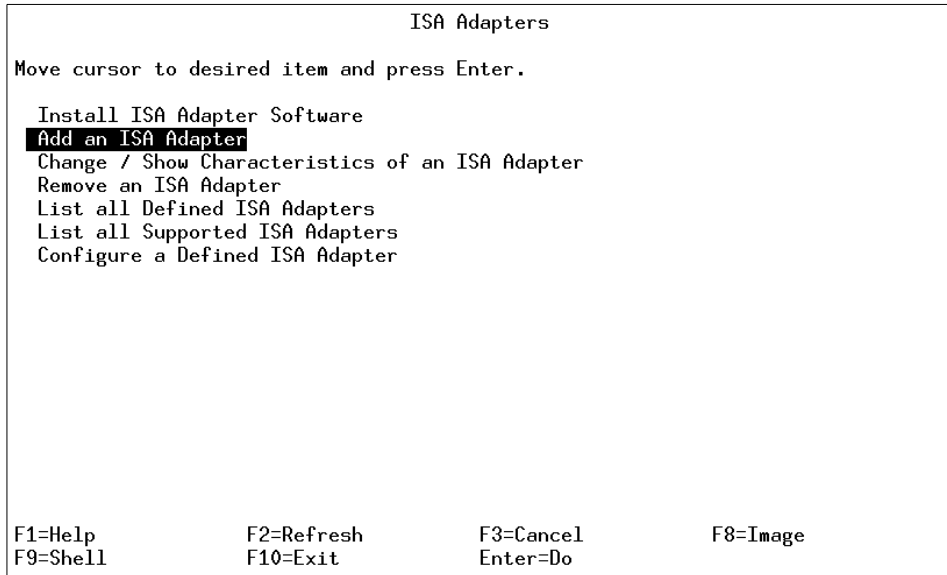 ISA Adapters
Move cursor to desired item and press Enter.
Install ISA Adapter Software
Add an ISA Adapter
Change / Show Characteristics of an ISA Adapter
Remove an ISA Adapter
List all Defined ISA Adapters
List all Supported ISA Adapters
Configure a Defined ISA Adapter
F1=Help F2=Refresh F3=Cancel F8=Image
F9=Shell F10=Exit Enter=Do